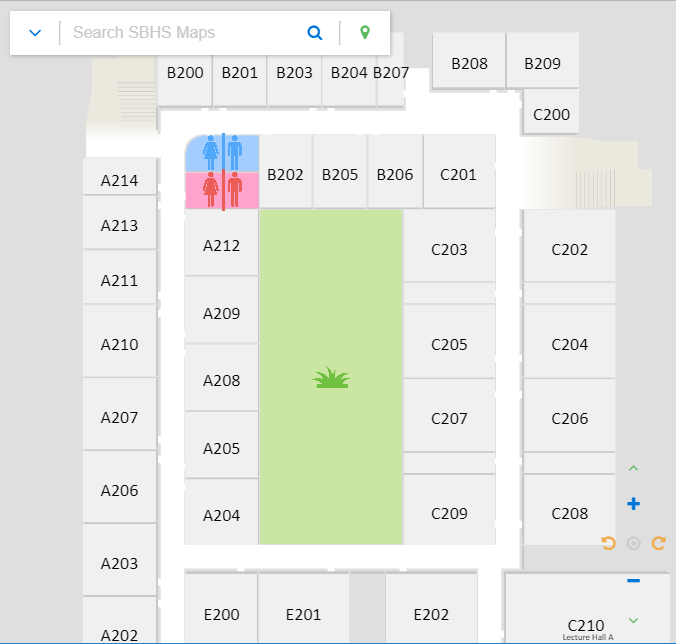 Search SBHS Maps
B200 B201 B203 B204 B207
B208 B209
C200
B202 B205 B206 C201
A214
A213
A212 C203 C202
A211
A209
A210 C205 C204
A208
A207 C207 C206
A205
A206
A204 C209 C208
A203
E200 E201 E202
A202 C210
Lecture Hall A